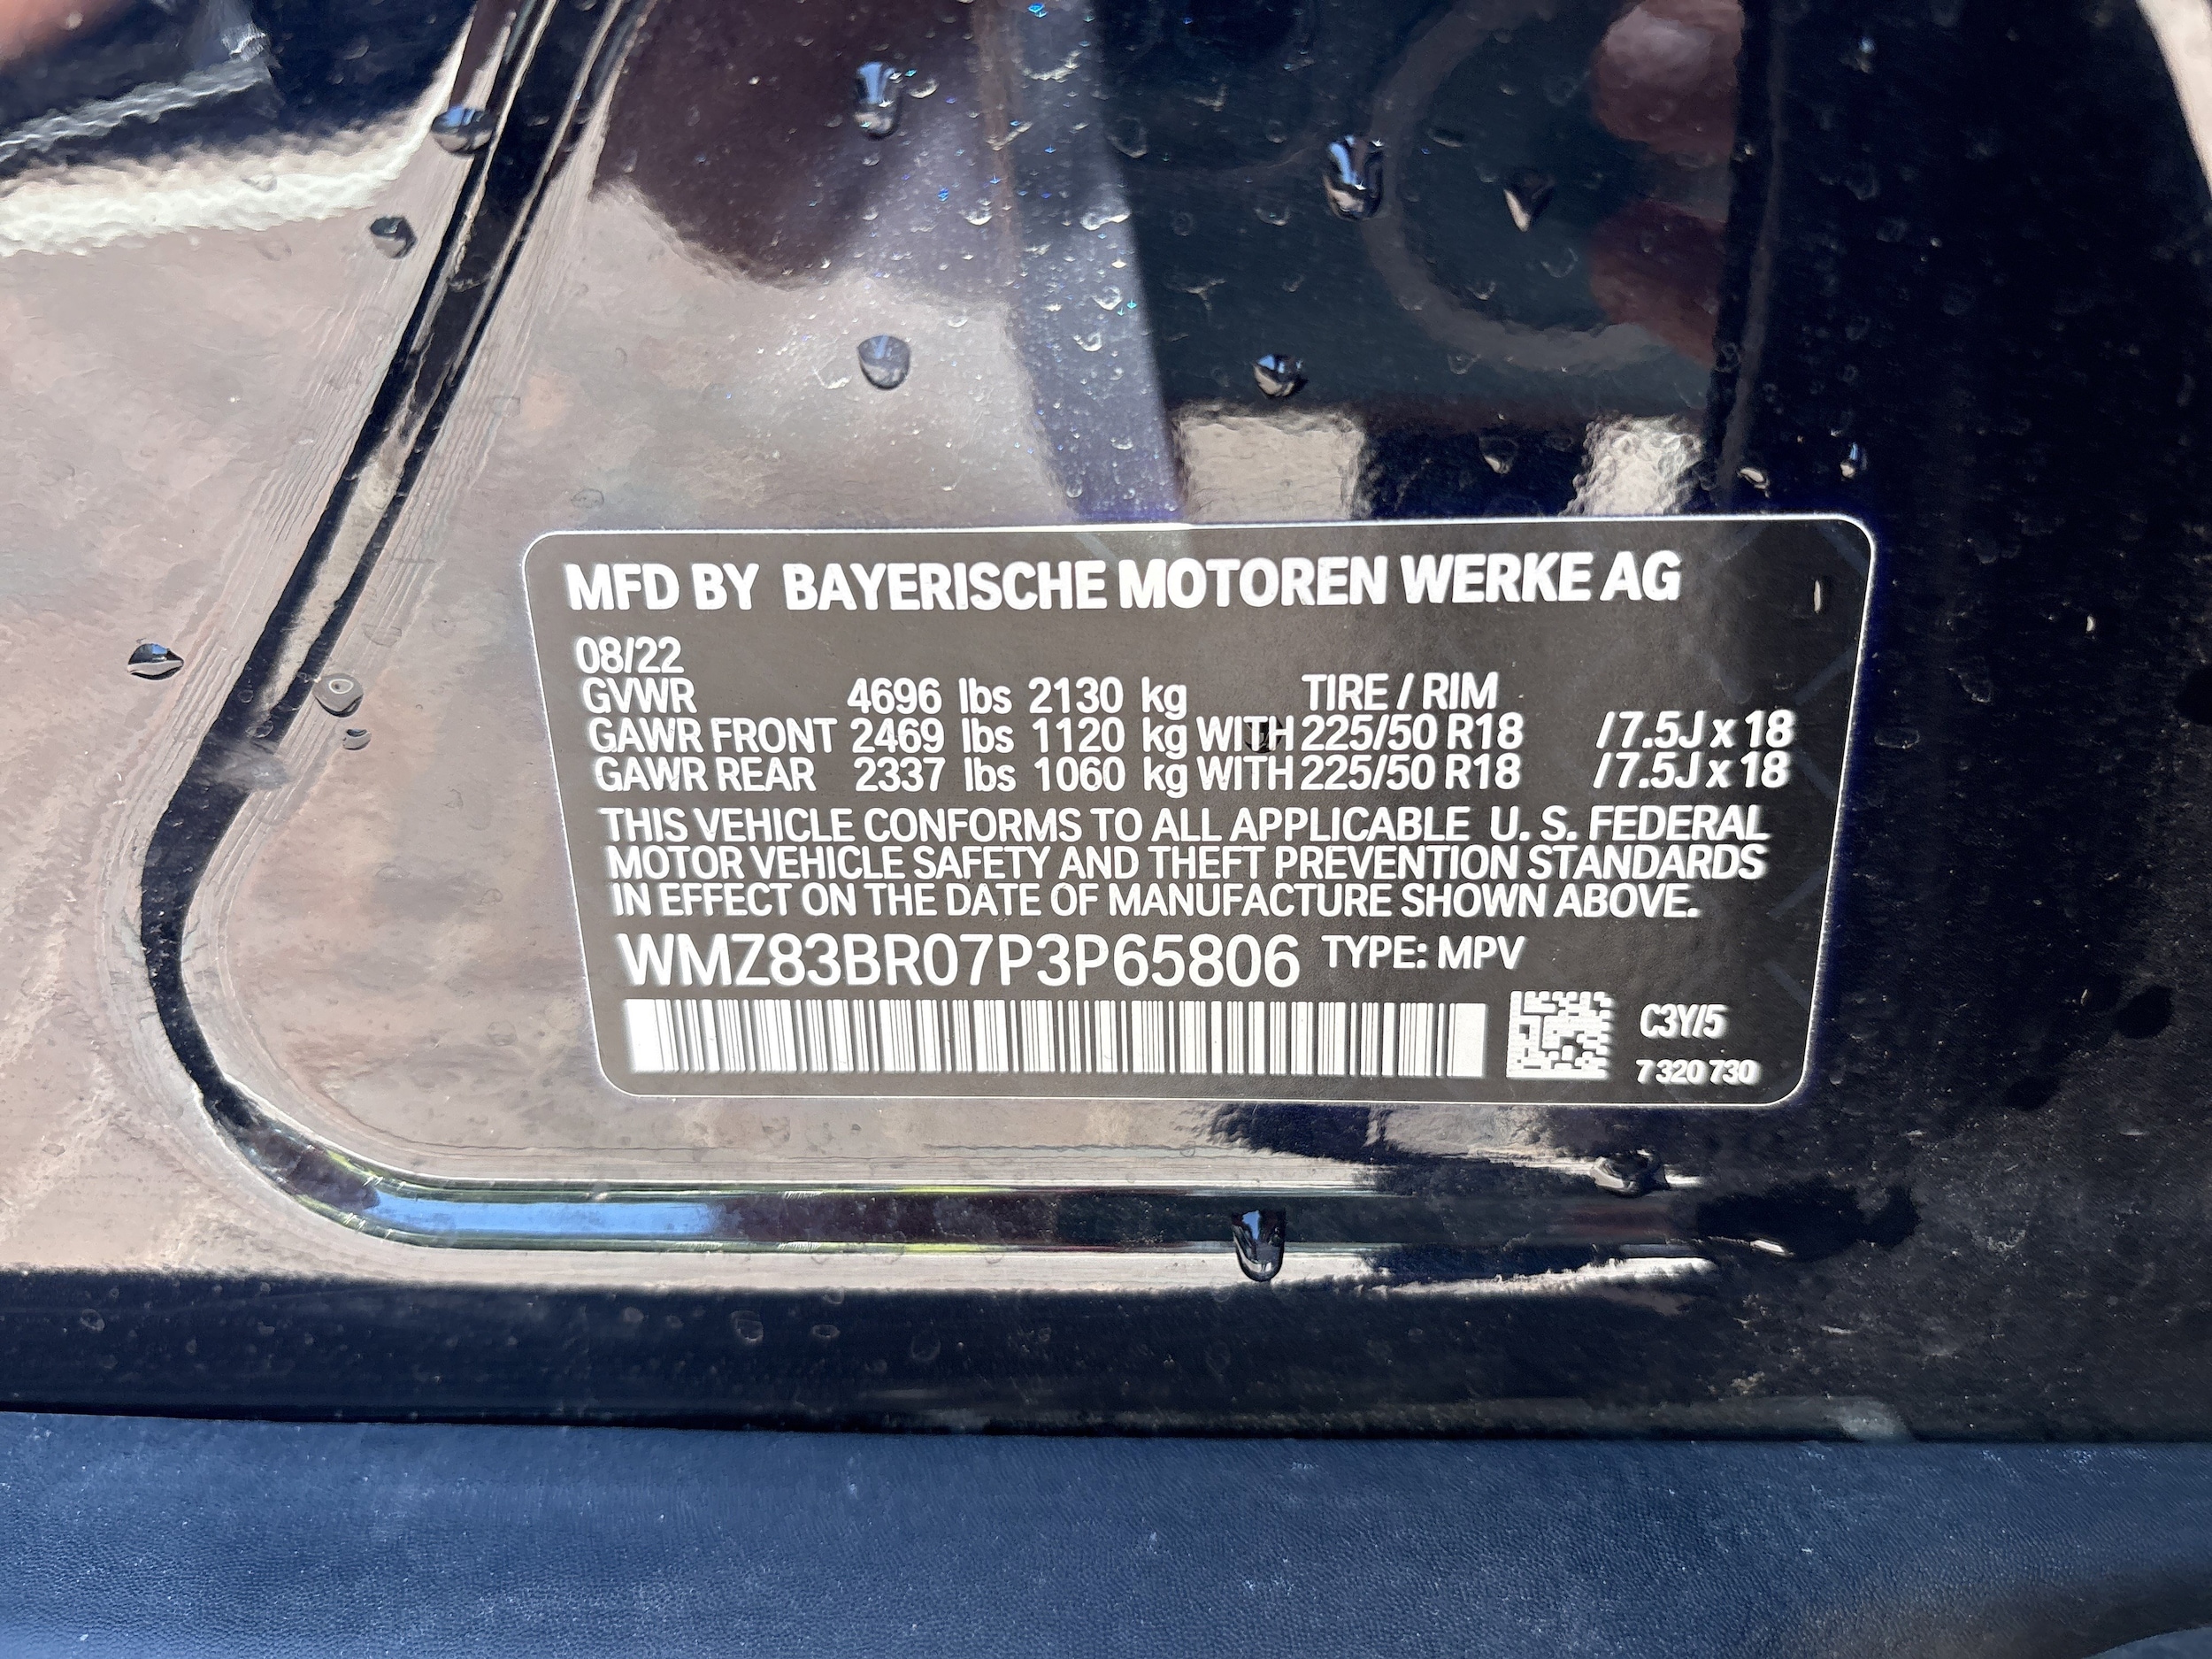 MFD BY BAYERISCHE MOTOREN WERKE AG
08/22
GVWR 4696 lbs 2130 kg TIRE / RIM
GAWR FRONT 2469 lbs 1120 kg WITH 225/50 R18 / 7.5J x 18
GAWR REAR 2337 lbs 1060 kg WITH 225/50 R18 / 7.5J x 18
THIS VEHICLE CONFORMS TO ALL APPLICABLE U. S. FEDERAL
MOTOR VEHICLE SAFETY AND THEFT PREVENTION STANDARDS
IN EFFECT ON THE DATE OF MANUFACTURE SHOWN ABOVE.
WMZ83BR07P3P65806 TYPE: MPV
C3Y/5
7 320 730